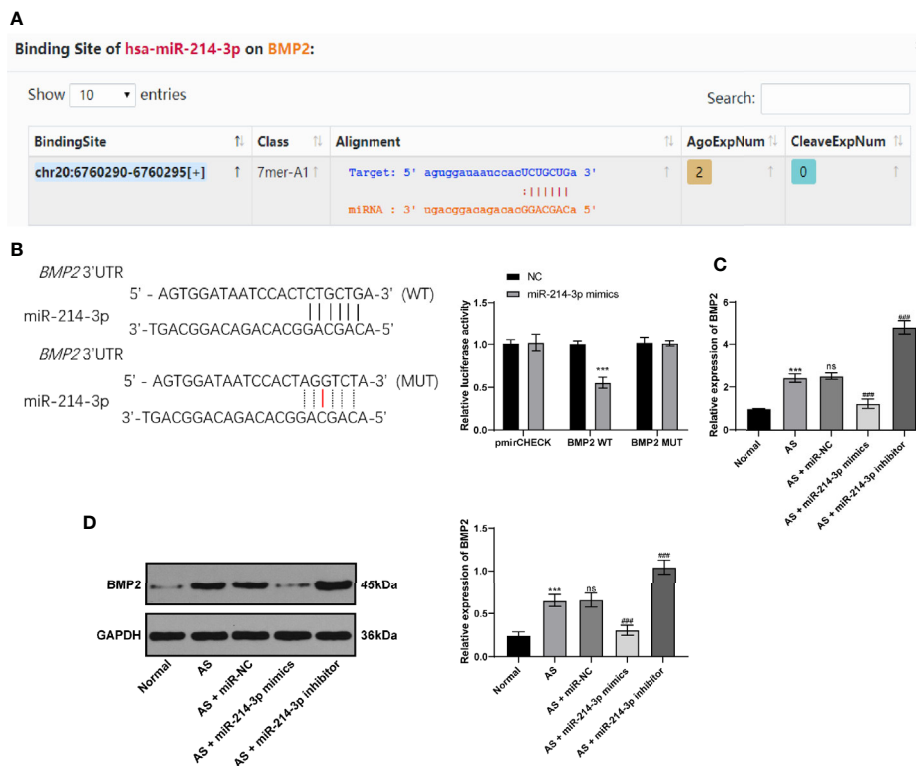 A
Binding Site of hsa-miR-214-3p on BMP2:
Show 10 entries
Search:
BindingSite Class Alignment AgoExpNum CleaveExpNum
chr20:6760290-6760295[+] 7mer-A1 2 0
Target: 5' aguggauaauccacUCUGCUGa 3'
:||||||
miRNA : 3' ugacggacagacacGGACGACa 5'
B
BMP2 3'UTR
5' - AGTGGATAATCCACTCTGCTGA-3' (WT)
miR-214-3p
3'-TGACGGACAGACACGGACGACA-5'
BMP2 3'UTR
5' - AGTGGATAATCCACTAGGTCTA-3' (MUT)
miR-214-3p
3'-TGACGGACAGACACGGACGACA-5'
NC
miR-214-3p mimics
Relative luciferase activity
1.5
1.0
0.5
0.0
***
pmirCHECK
BMP2 WT
BMP2 MUT
C
Relative expression of BMP2
6
4
2
0
***
ns
###
###
Normal
AS
AS + miR-NC
AS + miR-214-3p mimics
AS + miR-214-3p inhibitor
D
BMP2
45kDa
GAPDH
36kDa
Normal
AS
AS + miR-NC
AS + miR-214-3p mimics
AS + miR-214-3p inhibitor
Relative expression of BMP2
1.5
1.0
0.5
0.0
***
ns
###
###
Normal
AS
AS + miR-NC
AS + miR-214-3p mimics
AS + miR-214-3p inhibitor